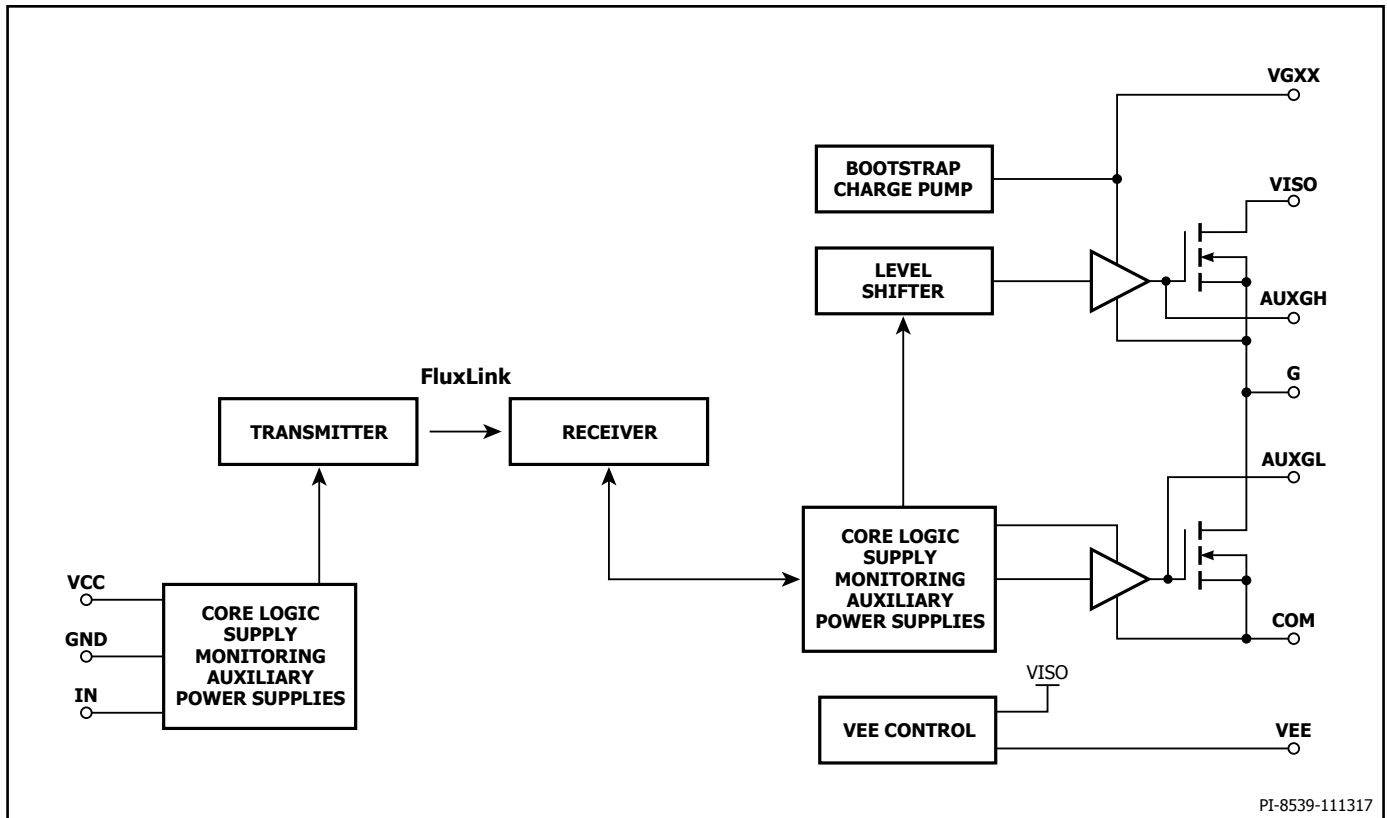 VGXX
BOOTSTRAP
CHARGE PUMP
VISO
LEVEL
SHIFTER
AUXGH
FluxLink
G
TRANSMITTER
RECEIVER
AUXGL
CORE LOGIC
SUPPLY
MONITORING
AUXILIARY
POWER SUPPLIES
VCC
GND
IN
CORE LOGIC
SUPPLY
MONITORING
AUXILIARY
POWER SUPPLIES
COM
VISO
VEE CONTROL
VEE
PI-8539-111317